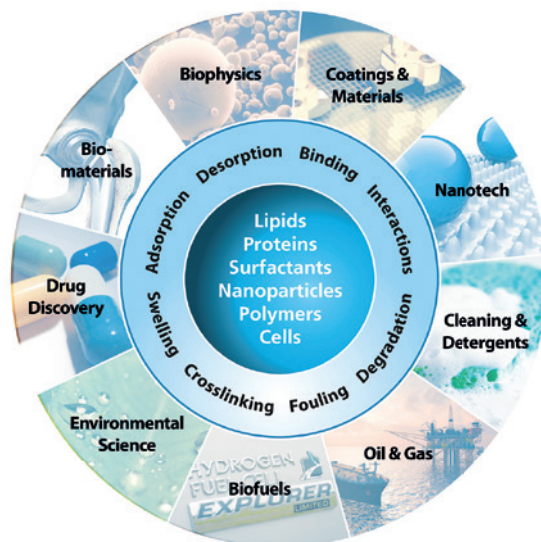 Biophysics
Coatings &
Materials
Nanotech
Cleaning &
Detergents
Oil & Gas
Biofuels
Environmental
Science
Drug
Discovery
Bio-
materials
Adsorption
Desorption
Binding
Interactions
Degradation
Fouling
Crosslinking
Swelling
Lipids
Proteins
Surfactants
Nanoparticles
Polymers
Cells
HYDROGEN
FUEL CELL
EXPLORER
LIMITED